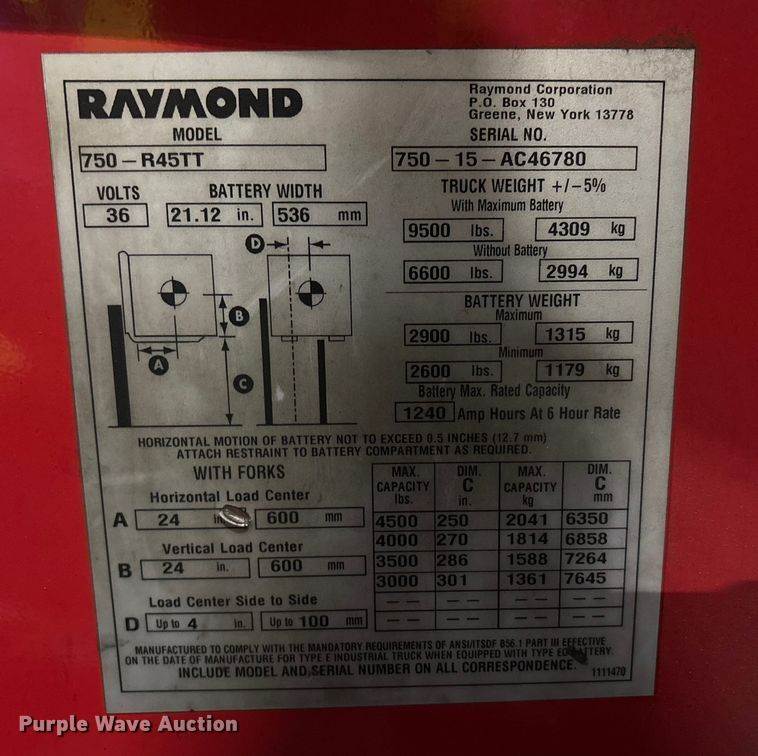 RAYMOND
Raymond Corporation
P.O. Box 130
Greene, New York 13778
MODEL
SERIAL NO.
750-R45TT
750-15-AC46780
VOLTS
BATTERY WIDTH
36
21.12 in.
536 mm
TRUCK WEIGHT +/-5%
With Maximum Battery
9500 lbs.
4309 kg
Without Battery
6600 lbs.
2994 kg
D
B
A
C
BATTERY WEIGHT
Maximum
2900 lbs.
1315 kg
Minimum
2600 lbs.
1179 kg
Battery Max. Rated Capacity
1240 Amp Hours At 6 Hour Rate
HORIZONTAL MOTION OF BATTERY NOT TO EXCEED 0.5 INCHES (12.7 mm)
ATTACH RESTRAINT TO BATTERY COMPARTMENT AS REQUIRED.
WITH FORKS
Horizontal Load Center
A 24 in. 600 mm
Vertical Load Center
B 24 in. 600 mm
Load Center Side to Side
D Up to 4 in. Up to 100 mm
MAX. CAPACITY lbs. DIM. C in. MAX. CAPACITY kg DIM. C mm
4500 250 2041 6350
4000 270 1814 6858
3500 286 1588 7264
3000 301 1361 7645
-- -- -- --
-- -- -- --
MANUFACTURED TO COMPLY WITH THE MANDATORY REQUIREMENTS OF ANSI/ITSDF B56.1 PART III EFFECTIVE
ON THE DATE OF MANUFACTURE FOR TYPE E INDUSTRIAL TRUCK WHEN EQUIPPED WITH TYPE EO BATTERY.
INCLUDE MODEL AND SERIAL NUMBER ON ALL CORRESPONDENCE.
1111470
Purple Wave Auction